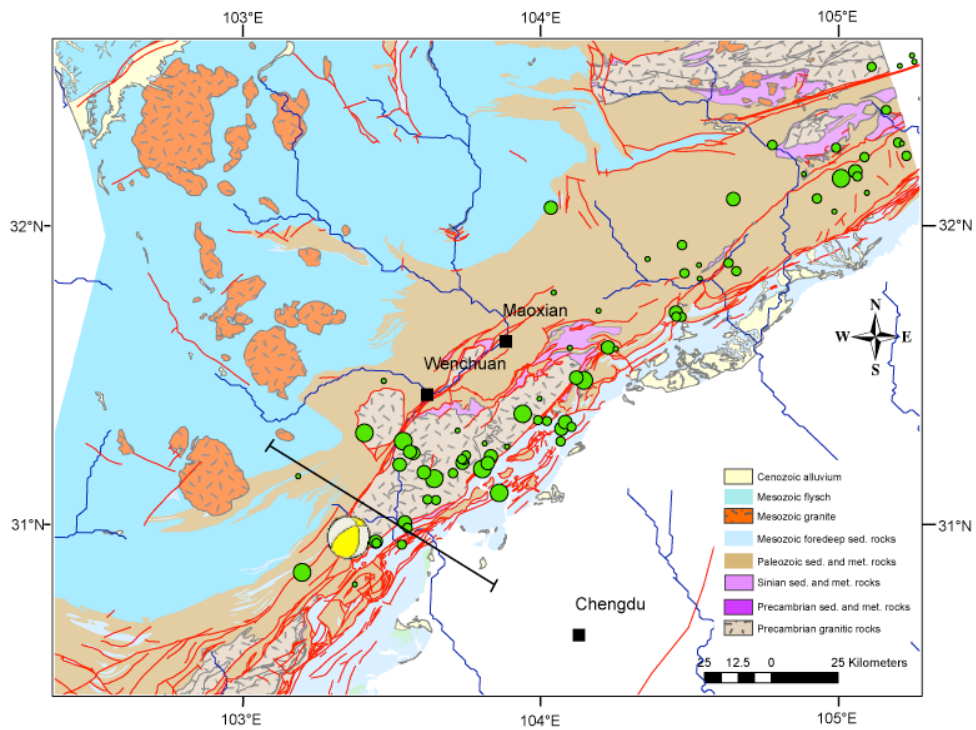 103°E 104°E 105°E
32°N 32°N
Maoxian
N
W E
S
Wenchuan
Cenozoic alluvium
Mesozoic flysch
31°N Mesozoic granite 31°N
Mesozoic foredeep sed. rocks
Paleozoic sed. and met. rocks
Sinian sed. and met. rocks
Chengdu
Precambrian sed. and met. rocks
Precambrian granitic rocks
25 12.5 0 25 Kilometers
103°E 104°E 105°E